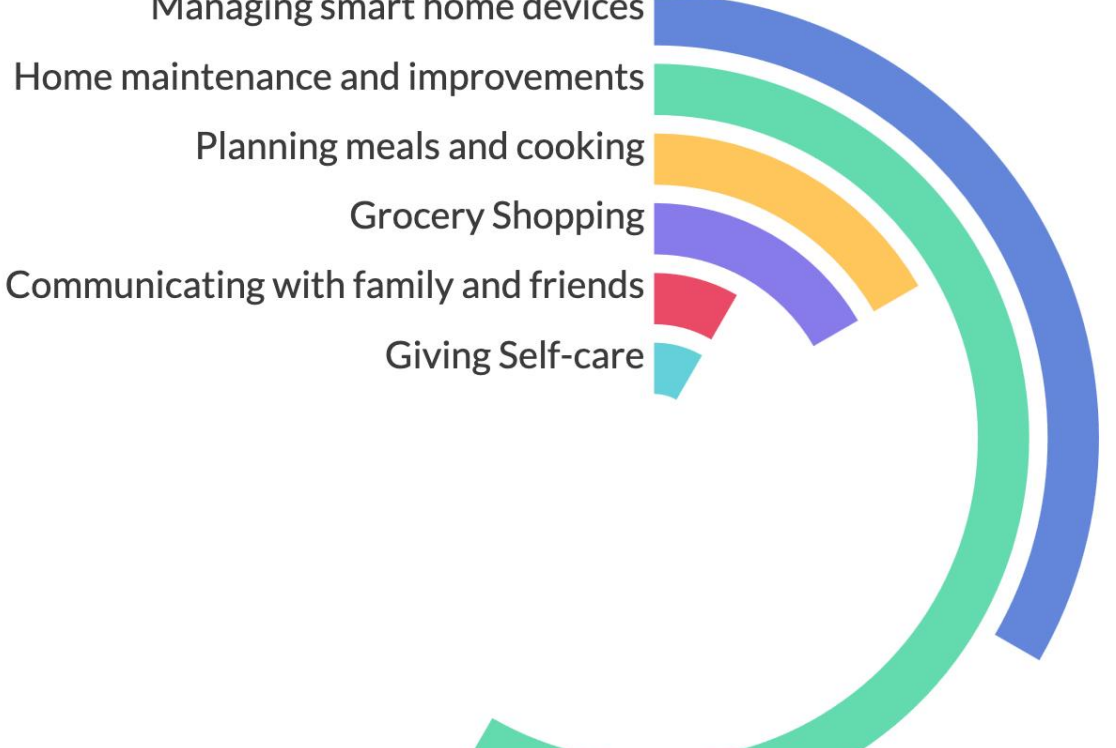 Managing smart home devices
Home maintenance and improvements
Planning meals and cooking
Grocery Shopping
Communicating with family and friends
Giving Self-care